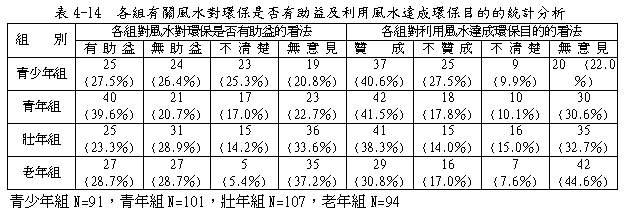 表 4-14 各組有關風水對環保是否有助益及利用風水達成環保目的的統計分析
組 別 各組對風水對環保是否有助益的看法 各組對利用風水達成環保目的的看法
有助益 無助益 不清楚 無意見 贊 成 不贊成 不清楚 無意見
青少年組 25 24 23 19 37 25 9 20 (22.0
(27.5%) (26.4%) (25.3%) (20.8%) (40.6%) (27.5%) (9.9%) %)
青年組 40 21 17 23 42 18 10 30
(39.6%) (20.7%) (17.0%) (22.7%) (41.5%) (17.8%) (10.1%) (30.6%)
壯年組 25 31 15 36 41 15 16 35
(23.3%) (28.9%) (14.2%) (33.6%) (38.3%) (14.0%) (15.0%) (32.7%)
老年組 27 27 5 35 29 16 7 42
(28.7%) (28.7%) (5.4%) (37.2%) (30.8%) (17.0%) (7.6%) (44.6%)
青少年組 N=91，青年組 N=101，壯年組 N=107，老年組 N=94